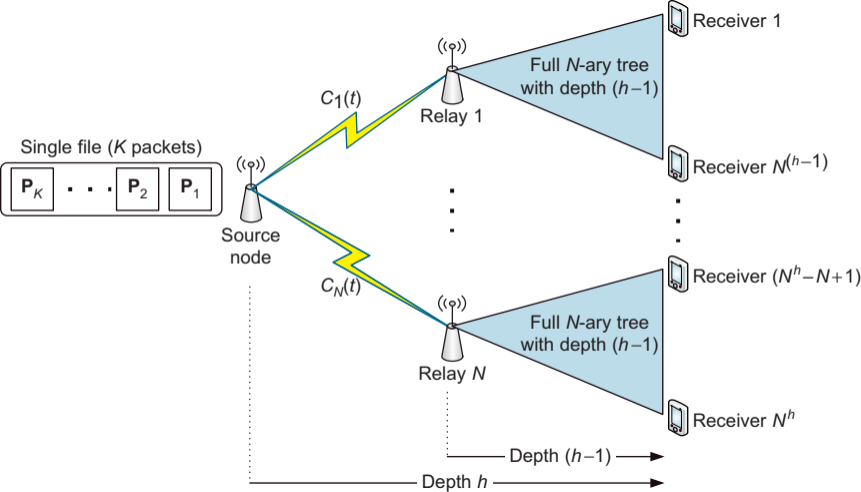 Single file (K packets)
P_K . . . P_2 P_1
Source
node
C_1(t)
C_N(t)
Relay 1
Relay N
Full N-ary tree
with depth (h−1)
Full N-ary tree
with depth (h−1)
Receiver 1
Receiver N^(h−1)
Receiver (N^h−N+1)
Receiver N^h
Depth (h−1)
Depth h